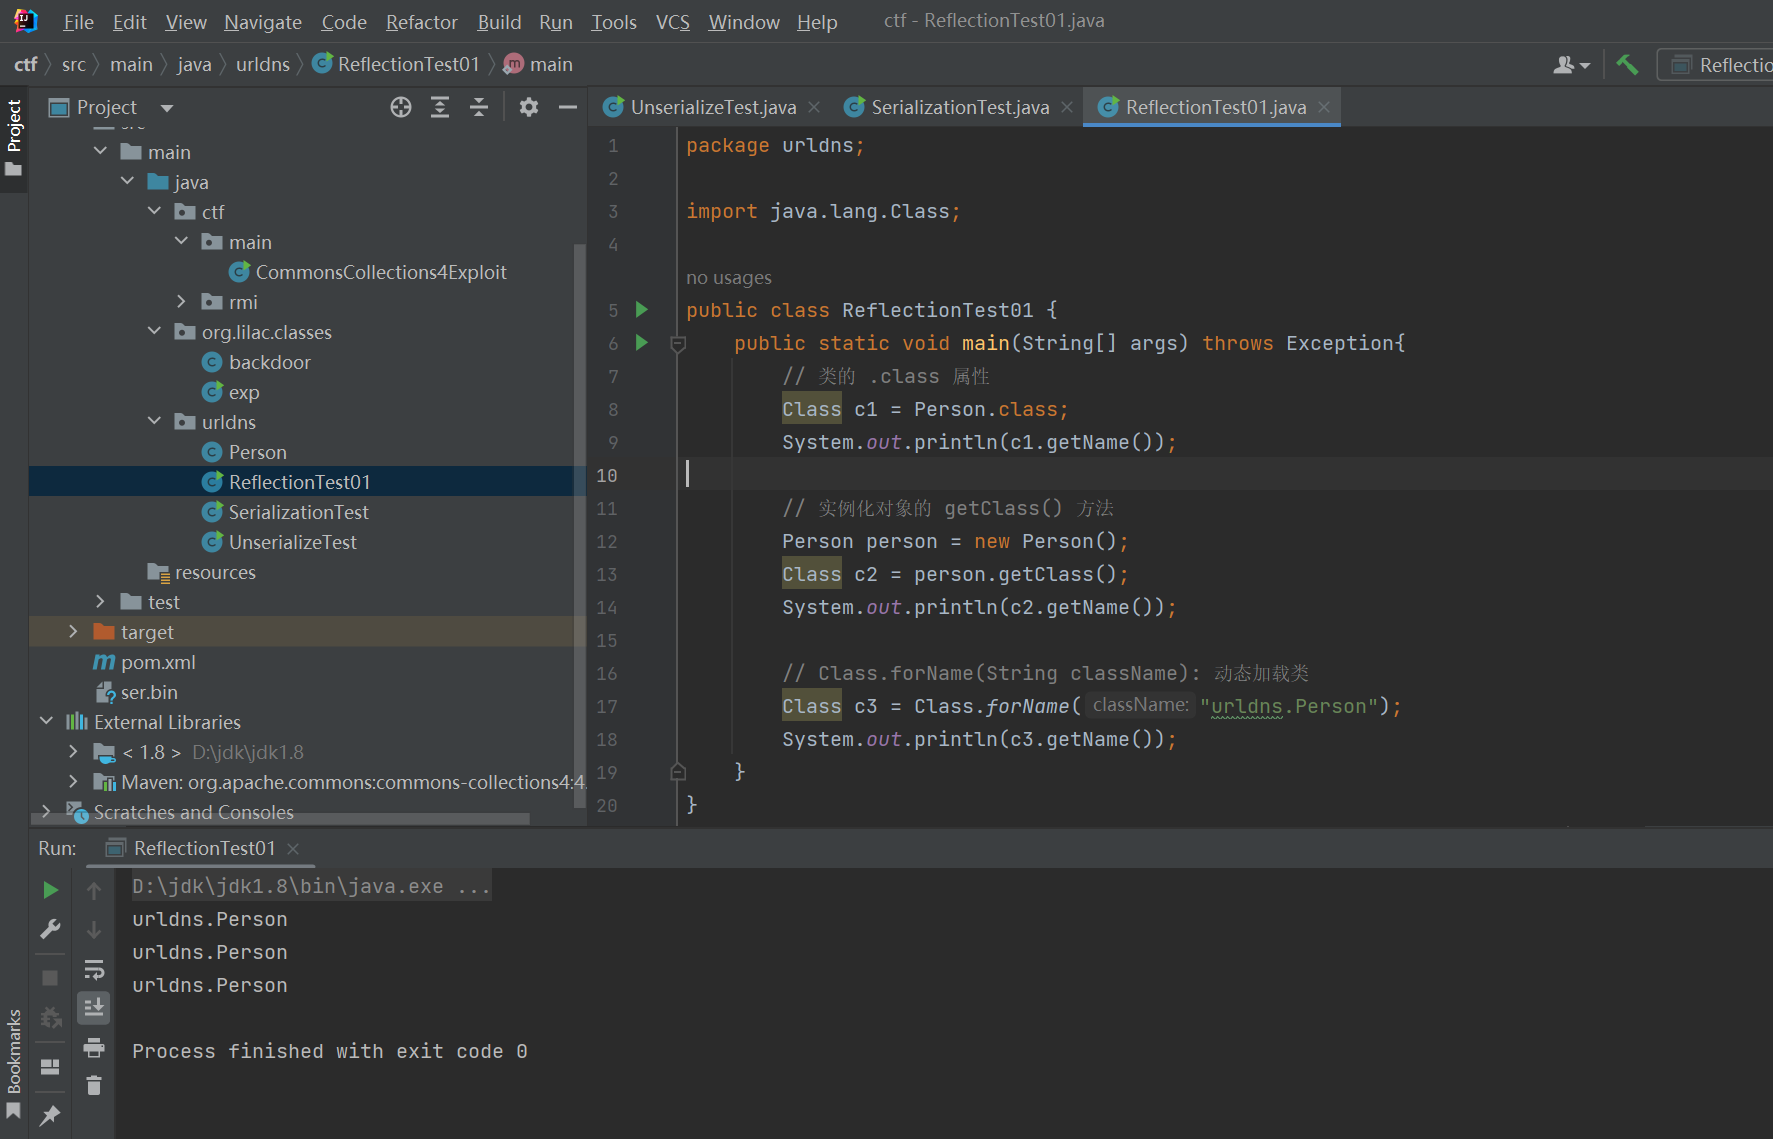 File Edit View Navigate Code Refactor Build Run Tools VCS Window Help ctf - ReflectionTest01.java
ctf src main java urldns ReflectionTest01 main
Project
Project
main
java
ctf
main
CommonsCollections4Exploit
rmi
org.lilac.classes
backdoor
exp
urldns
Person
ReflectionTest01
SerializationTest
UnserializeTest
resources
test
target
pom.xml
ser.bin
External Libraries
< 1.8 > D:\jdk\jdk1.8
Maven: org.apache.commons:commons-collections4:4.
Scratches and Consoles
UnserializeTest.java SerializationTest.java ReflectionTest01.java
1 package urldns;
2
3 import java.lang.Class;
4
no usages
5 public class ReflectionTest01 {
6 public static void main(String[] args) throws Exception{
7 // 类的 .class 属性
8 Class c1 = Person.class;
9 System.out.println(c1.getName());
10
11 // 实例化对象的 getClass() 方法
12 Person person = new Person();
13 Class c2 = person.getClass();
14 System.out.println(c2.getName());
15
16 // Class.forName(String className): 动态加载类
17 Class c3 = Class.forName( className: "urldns.Person");
18 System.out.println(c3.getName());
19 }
20 }
Run: ReflectionTest01
D:\jdk\jdk1.8\bin\java.exe ...
urldns.Person
urldns.Person
urldns.Person
Process finished with exit code 0
Bookmarks